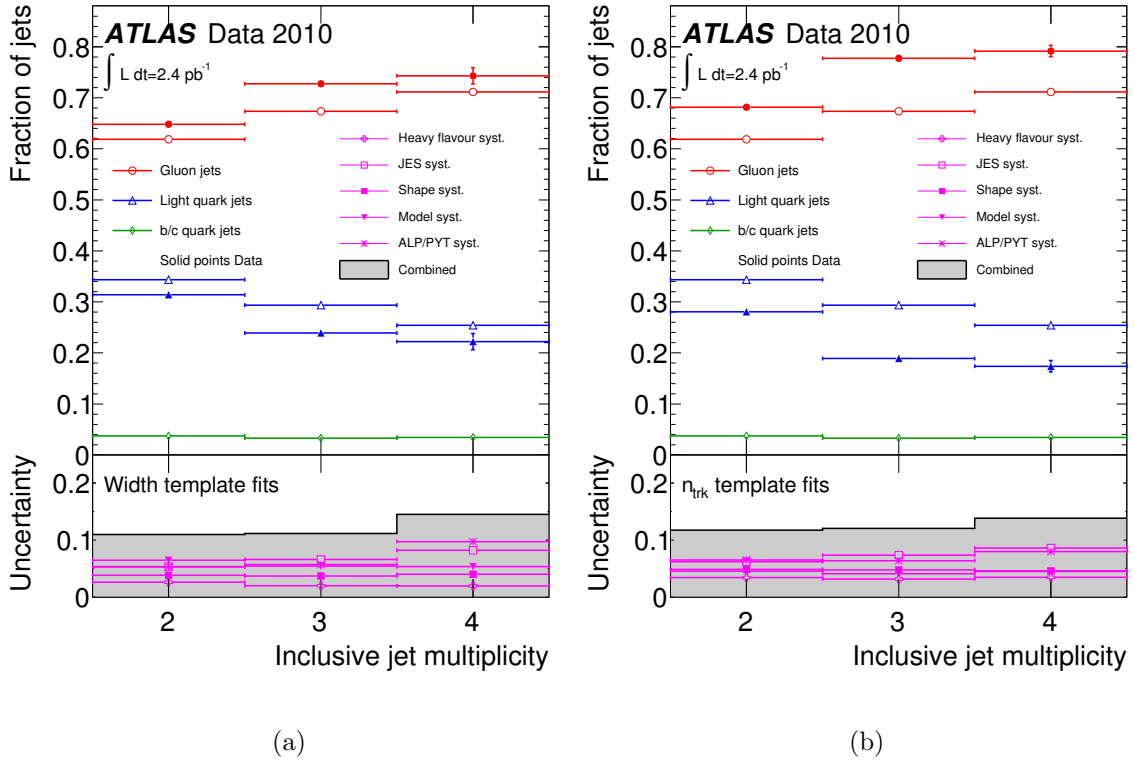 ATLAS Data 2010
∫ L dt=2.4 pb⁻¹
Fraction of jets
0.8
0.7
0.6
0.5
0.4
0.3
0.2
0.1
0
Gluon jets
Light quark jets
b/c quark jets
Solid points Data
Heavy flavour syst.
JES syst.
Shape syst.
Model syst.
ALP/PYT syst.
Combined
Uncertainty
0.2
0.1
0
Width template fits
2 3 4
Inclusive jet multiplicity
(a)
ATLAS Data 2010
∫ L dt=2.4 pb⁻¹
Fraction of jets
0.8
0.7
0.6
0.5
0.4
0.3
0.2
0.1
0
Gluon jets
Light quark jets
b/c quark jets
Solid points Data
Heavy flavour syst.
JES syst.
Shape syst.
Model syst.
ALP/PYT syst.
Combined
Uncertainty
0.2
0.1
0
n_trk template fits
2 3 4
Inclusive jet multiplicity
(b)